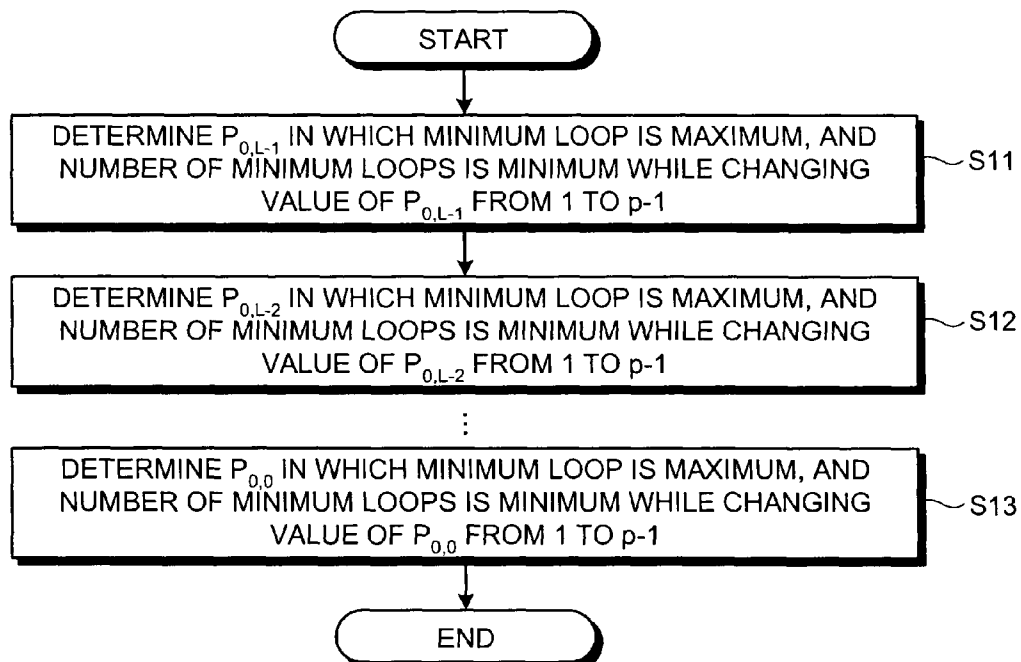 START
DETERMINE P0,L-1 IN WHICH MINIMUM LOOP IS MAXIMUM, AND
NUMBER OF MINIMUM LOOPS IS MINIMUM WHILE CHANGING
VALUE OF P0,L-1 FROM 1 TO p-1
S11
DETERMINE P0,L-2 IN WHICH MINIMUM LOOP IS MAXIMUM, AND
NUMBER OF MINIMUM LOOPS IS MINIMUM WHILE CHANGING
VALUE OF P0,L-2 FROM 1 TO p-1
S12
⋮
DETERMINE P0,0 IN WHICH MINIMUM LOOP IS MAXIMUM, AND
NUMBER OF MINIMUM LOOPS IS MINIMUM WHILE CHANGING
VALUE OF P0,0 FROM 1 TO p-1
S13
END